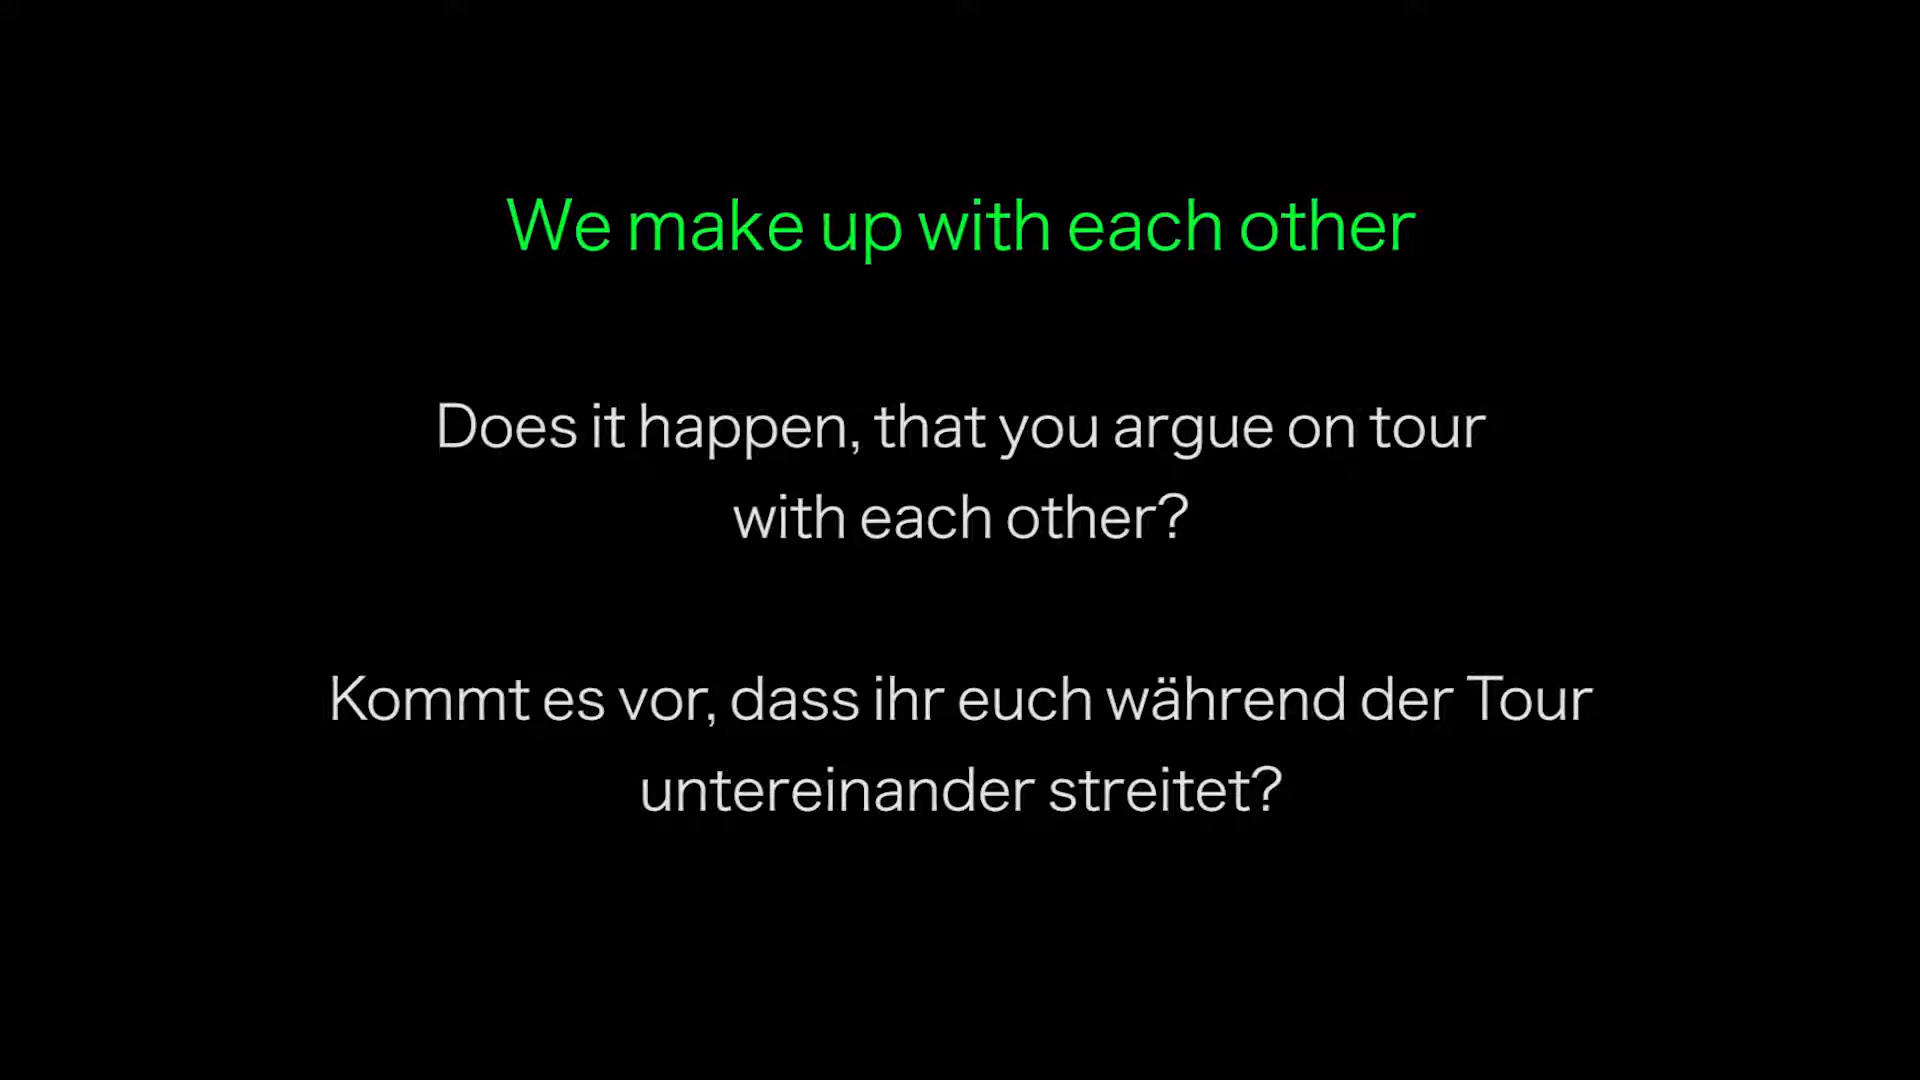 We make up with each other
Does it happen, that you argue on tour
with each other?
Kommt es vor, dass ihr euch während der Tour
untereinander streitet?